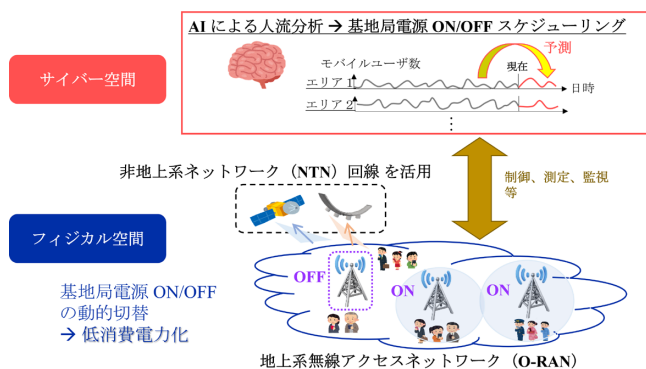 AI による人流分析 → 基地局電源 ON/OFF スケジューリング
予測
モバイルユーザ数
現在
サイバー空間
エリア 1
日時
エリア 2
⋮
非地上系ネットワーク（NTN）回線 を活用
制御、測定、監視
等
フィジカル空間
OFF
ON
ON
基地局電源 ON/OFF
の動的切替
→ 低消費電力化
地上系無線アクセスネットワーク（O-RAN）